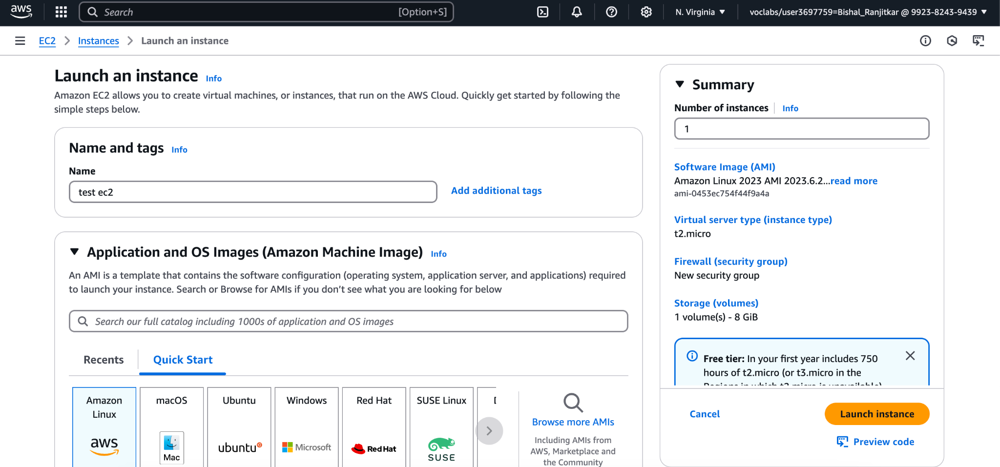 aws
Search [Option+S]
N. Virginia
voclabs/user3697759=Bishal_Ranjitkar @ 9923-8243-9439
EC2
Instances
Launch an instance
Launch an instance Info
Amazon EC2 allows you to create virtual machines, or instances, that run on the AWS Cloud. Quickly get started by following the
simple steps below.
Name and tags Info
Name
test ec2
Add additional tags
Application and OS Images (Amazon Machine Image) Info
An AMI is a template that contains the software configuration (operating system, application server, and applications) required
to launch your instance. Search or Browse for AMIs if you don’t see what you are looking for below
Search our full catalog including 1000s of application and OS images
Recents
Quick Start
Amazon
Linux
aws
macOS
Mac
Ubuntu
ubuntu
Windows
Microsoft
Red Hat
Red Hat
SUSE Linux
SUSE
Browse more AMIs
Including AMIs from
AWS, Marketplace and
the Community
Summary
Number of instances Info
1
Software Image (AMI)
Amazon Linux 2023 AMI 2023.6.2...read more
ami-0453ec754f44f9a4a
Virtual server type (instance type)
t2.micro
Firewall (security group)
New security group
Storage (volumes)
1 volume(s) - 8 GiB
Free tier: In your first year includes 750
hours of t2.micro (or t3.micro in the
Regions in which t2.micro is unavailable)
Cancel
Launch instance
Preview code